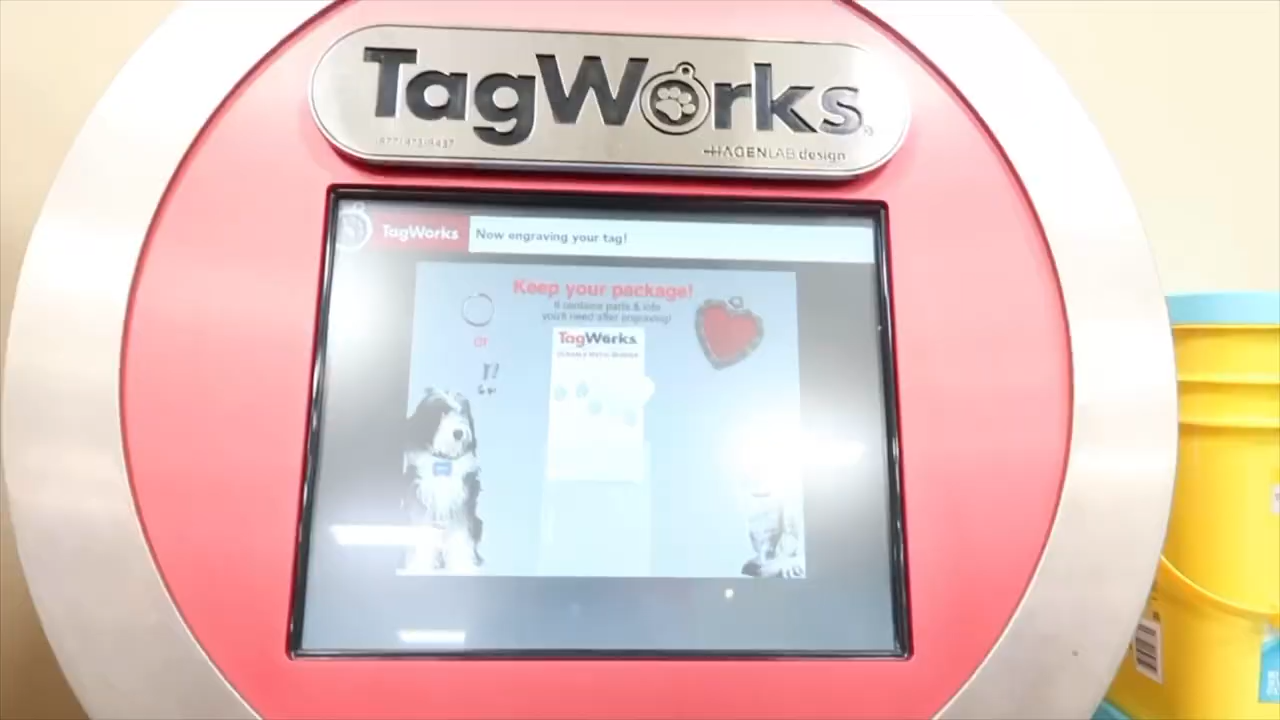 TagWorks
HAGENLAB design
TagWorks
Now engraving your tag!
Keep your package!
It contains parts & info
you'll need after engraving!
or
TagWorks